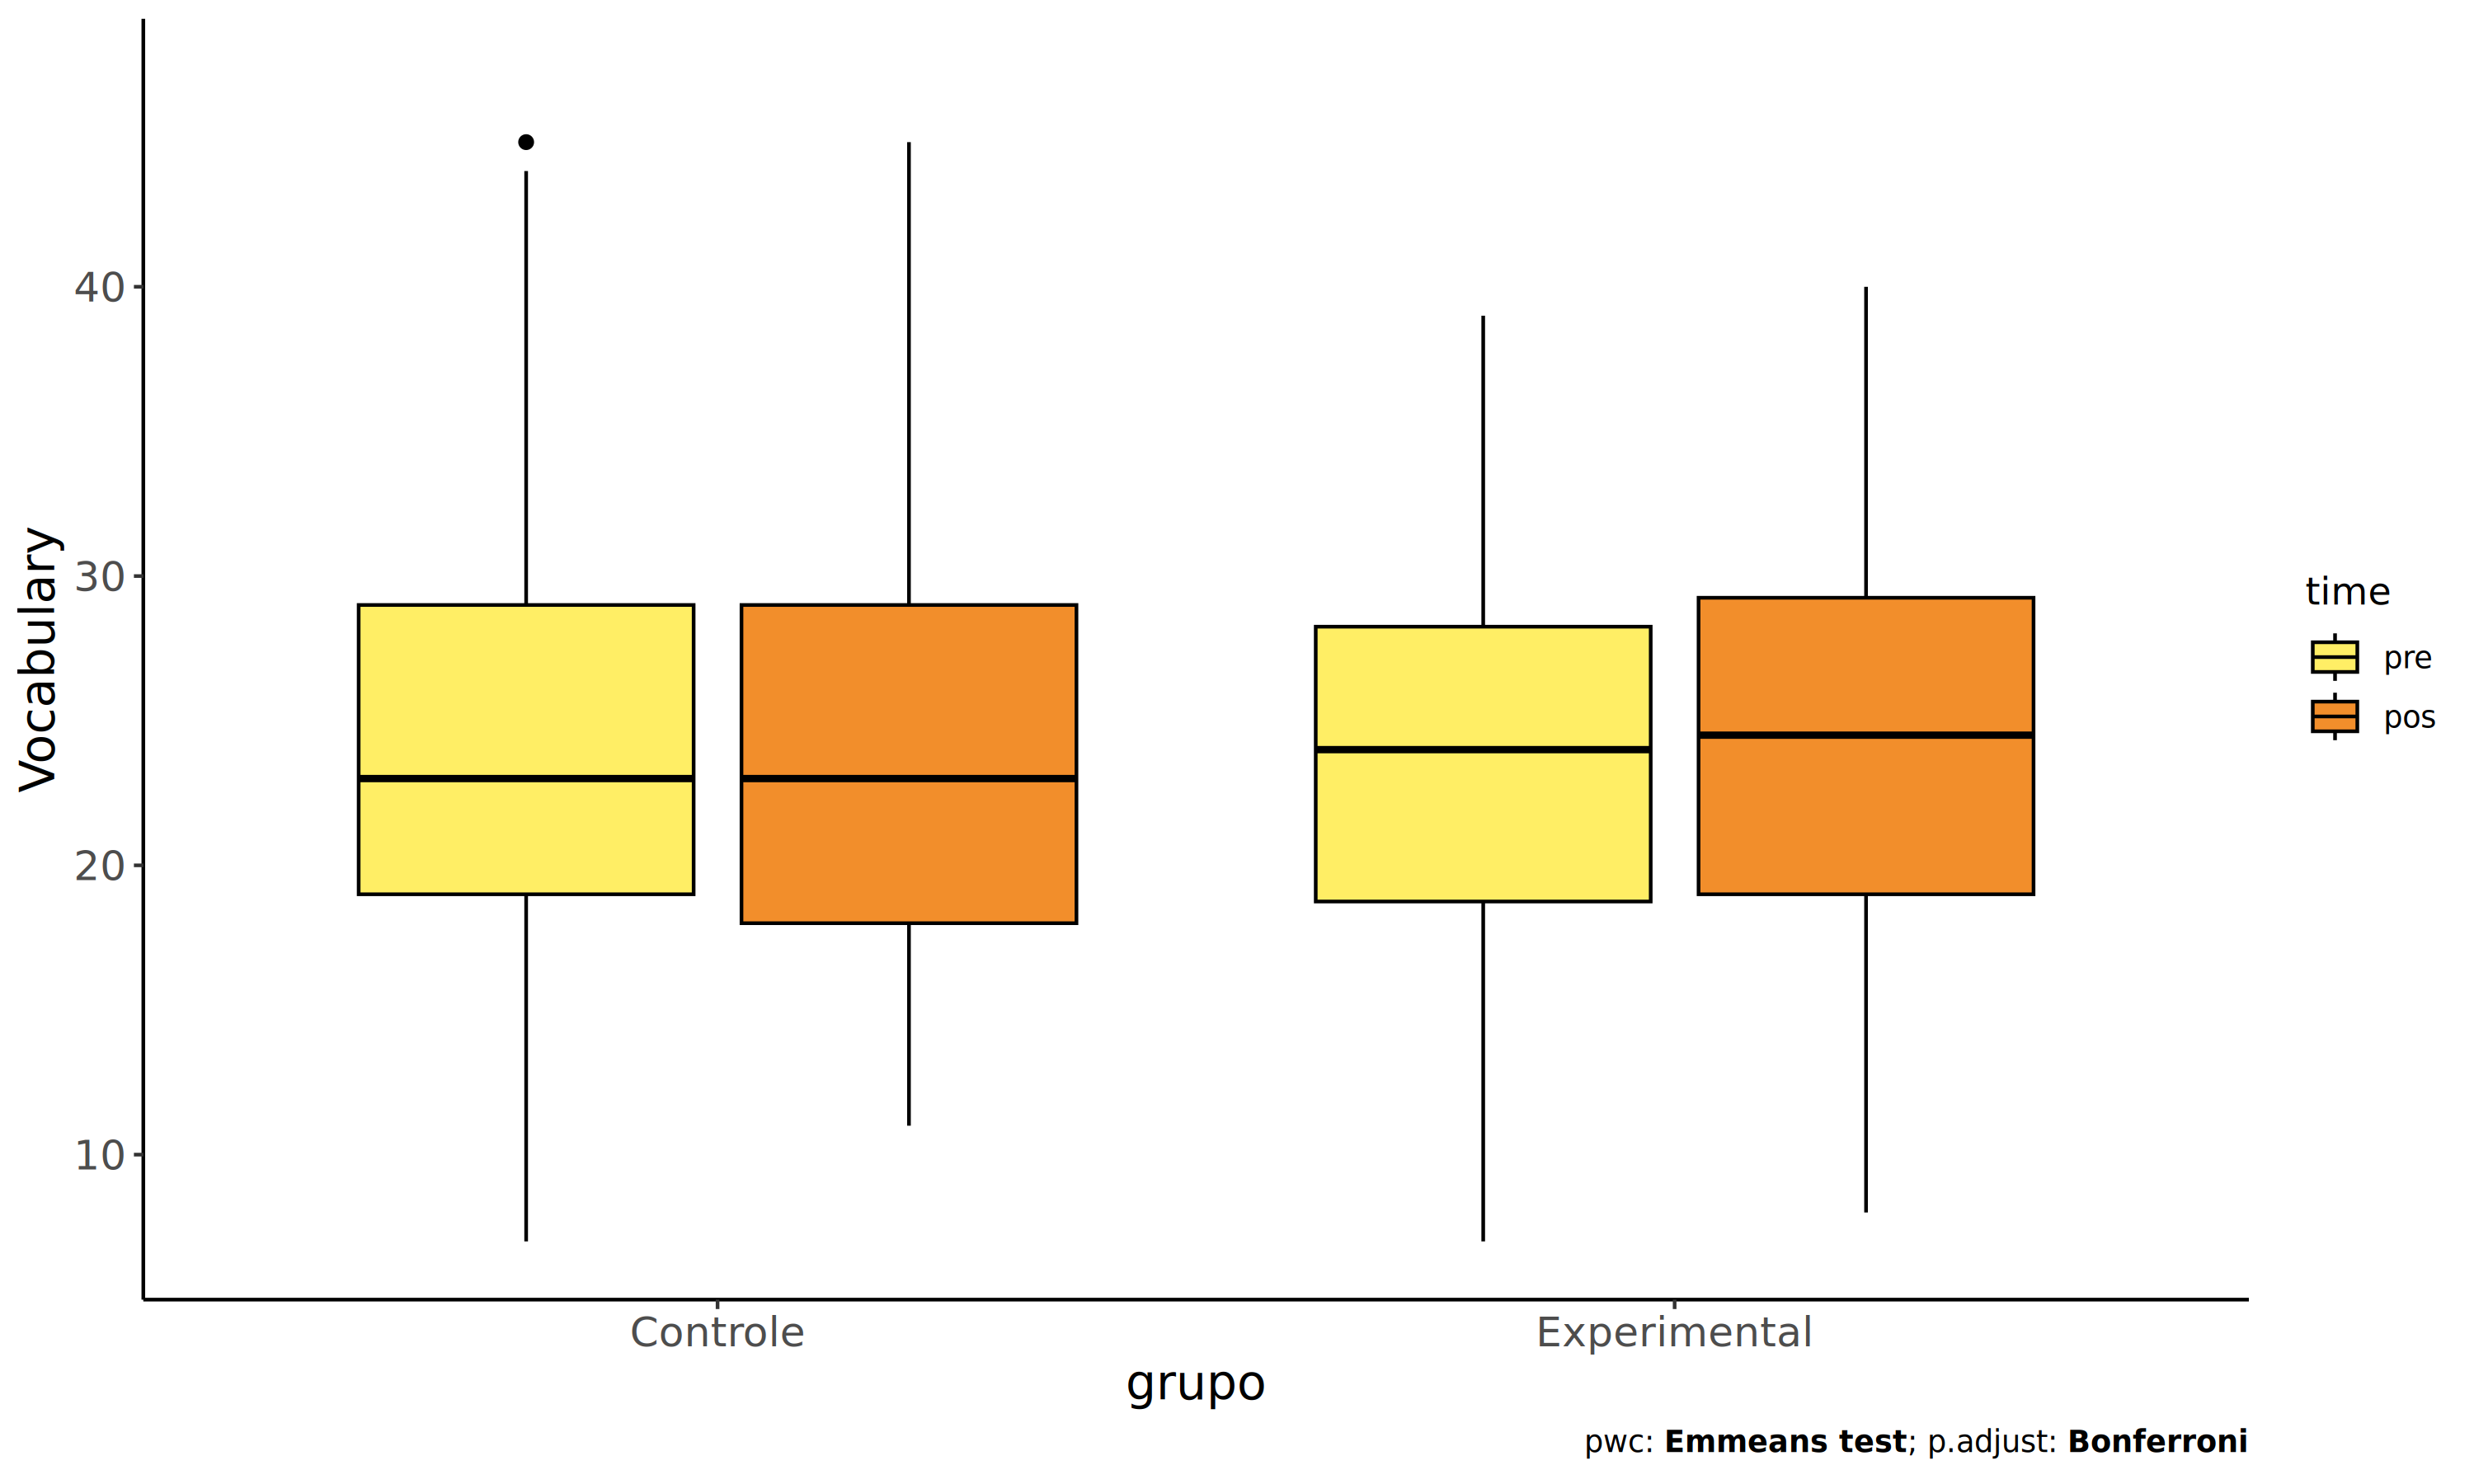 Vocabulary
40
30
20
10
Controle
Experimental
grupo
time
pre
pos
pwc: Emmeans test; p.adjust: Bonferroni